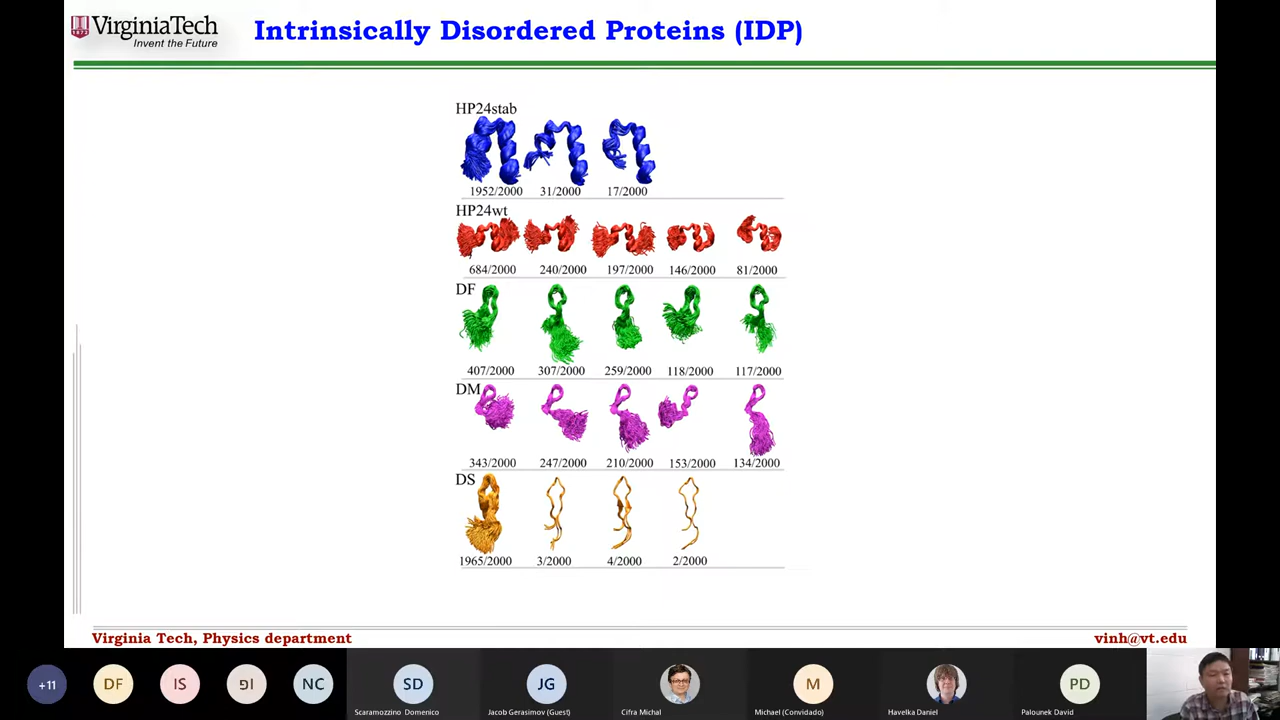 VirginiaTech
Invent the Future
Intrinsically Disordered Proteins (IDP)
HP24stab
1952/2000 31/2000 17/2000
HP24wt
684/2000 240/2000 197/2000 146/2000 81/2000
DF
407/2000 307/2000 259/2000 118/2000 117/2000
DM
343/2000 247/2000 210/2000 153/2000 134/2000
DS
1965/2000 3/2000 4/2000 2/2000
Virginia Tech, Physics department
vinh@vt.edu
+11 DF IS ופ NC SD JG M PD
Scaramozzino Domenico Jacob Gerasimov (Guest) Cifra Michal Michael (Convidado) Havelka Daniel Palounek David